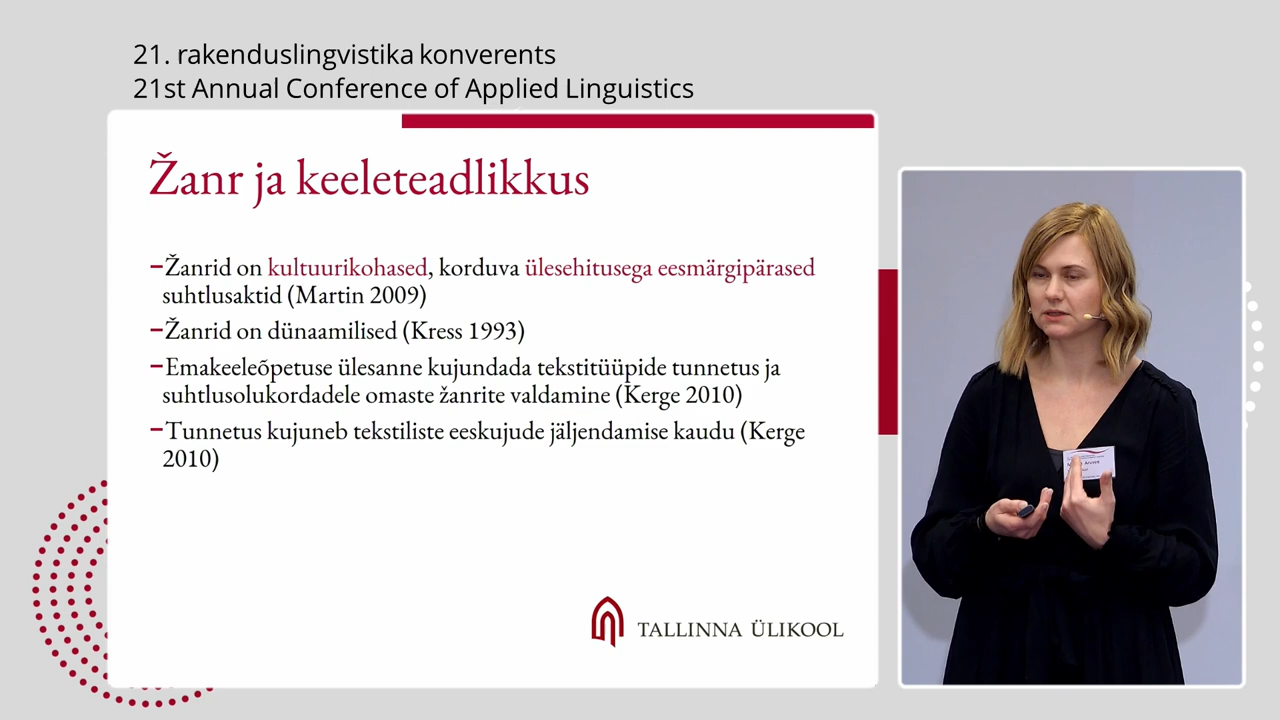 21. rakenduslingvistika konverents
21st Annual Conference of Applied Linguistics
Žanr ja keeleteadlikkus
–Žanrid on kultuurikohased, korduva ülesehitusega eesmärgipärased
suhtlusaktid (Martin 2009)
–Žanrid on dünaamilised (Kress 1993)
–Emakeeleõpetuse ülesanne kujundada tekstitüüpide tunnetus ja
suhtlusolukordadele omaste žanrite valdamine (Kerge 2010)
–Tunnetus kujuneb tekstiliste eeskujude jäljendamise kaudu (Kerge
2010)
TALLINNA ÜLIKOOL